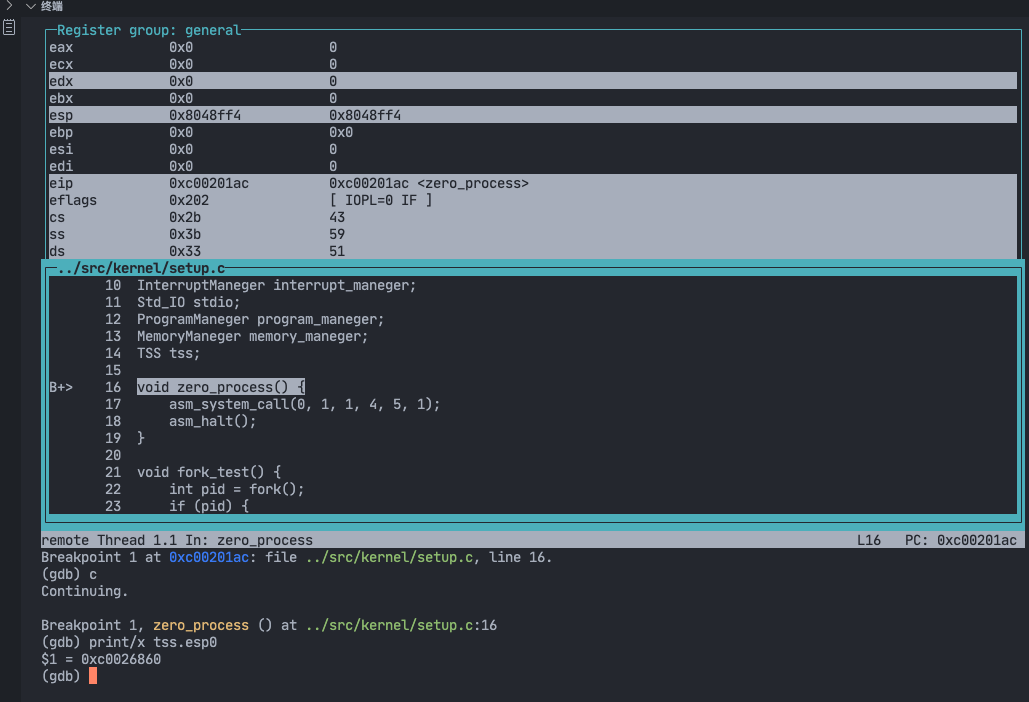 终端
Register group: general
eax 0x0 0
ecx 0x0 0
edx 0x0 0
ebx 0x0 0
esp 0x8048ff4 0x8048ff4
ebp 0x0 0x0
esi 0x0 0
edi 0x0 0
eip 0xc00201ac 0xc00201ac <zero_process>
eflags 0x202 [ IOPL=0 IF ]
cs 0x2b 43
ss 0x3b 59
ds 0x33 51
../src/kernel/setup.c
10 InterruptManeger interrupt_maneger;
11 Std_IO stdio;
12 ProgramManeger program_maneger;
13 MemoryManeger memory_maneger;
14 TSS tss;
15
B+> 16 void zero_process() {
17 asm_system_call(0, 1, 1, 4, 5, 1);
18 asm_halt();
19 }
20
21 void fork_test() {
22 int pid = fork();
23 if (pid) {
remote Thread 1.1 In: zero_process L16 PC: 0xc00201ac
Breakpoint 1 at 0xc00201ac: file ../src/kernel/setup.c, line 16.
(gdb) c
Continuing.
Breakpoint 1, zero_process () at ../src/kernel/setup.c:16
(gdb) print/x tss.esp0
$1 = 0xc0026860
(gdb)